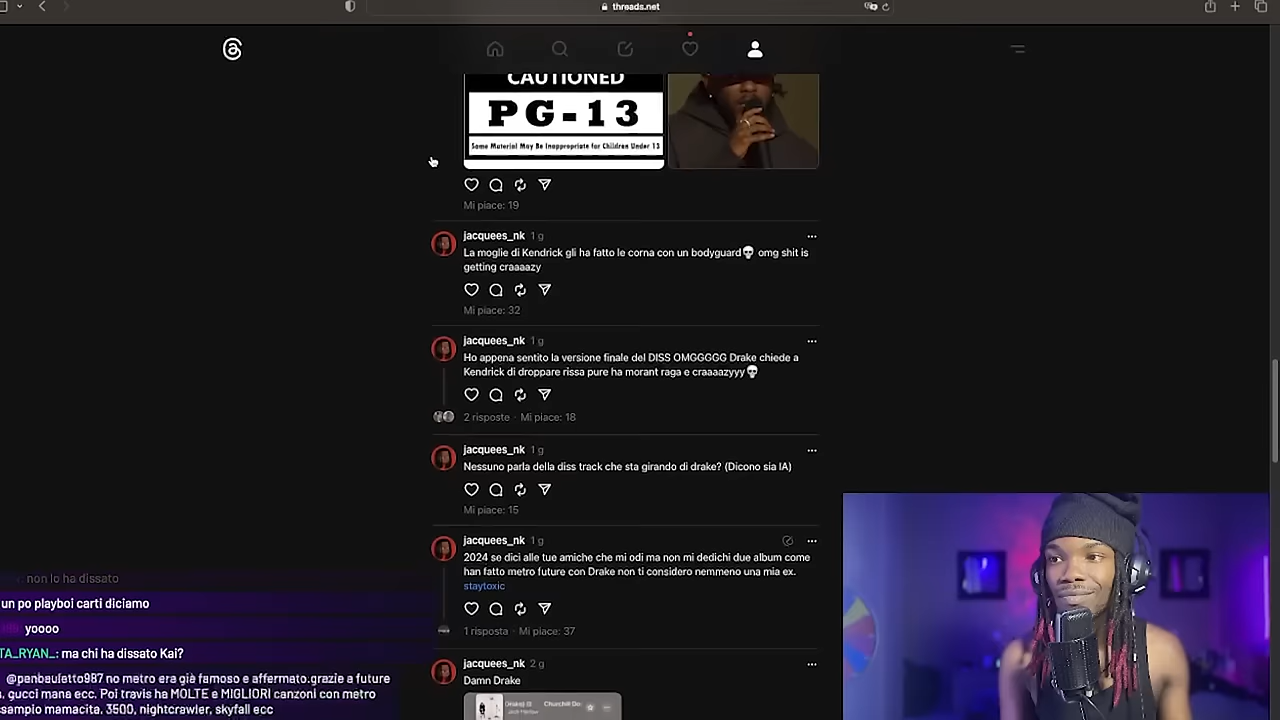 threads.net
CAUTIONED
PG-13
Some Material May Be Inappropriate for Children Under 13
Mi piace: 19
jacquees_nk 1 g
La moglie di Kendrick gli ha fatto le corna con un bodyguard💀 omg shit is
getting craaaazy
Mi piace: 32
jacquees_nk 1 g
Ho appena sentito la versione finale del DISS OMGGGGG Drake chiede a
Kendrick di droppare rissa pure ha morant raga e craaaazyyy💀
2 risposte · Mi piace: 18
jacquees_nk 1 g
Nessuno parla della diss track che sta girando di drake? (Dicono sia IA)
Mi piace: 15
jacquees_nk 1 g
2024 se dici alle tue amiche che mi odi ma non mi dedichi due album come
han fatto metro future con Drake non ti considero nemmeno una mia ex.
staytoxic
1 risposta · Mi piace: 37
jacquees_nk 2 g
Damn Drake
Churchill Do
: non lo ha dissato
un po playboi carti diciamo
yoooo
TA_RYAN_: ma chi ha dissato Kai?
@panbauletto987 no metro era già famoso e affermato.grazie a future
, gucci mana ecc. Poi travis ha MOLTE e MIGLIORI canzoni con metro
sampio mamacita, 3500, nightcrawler, skyfall ecc